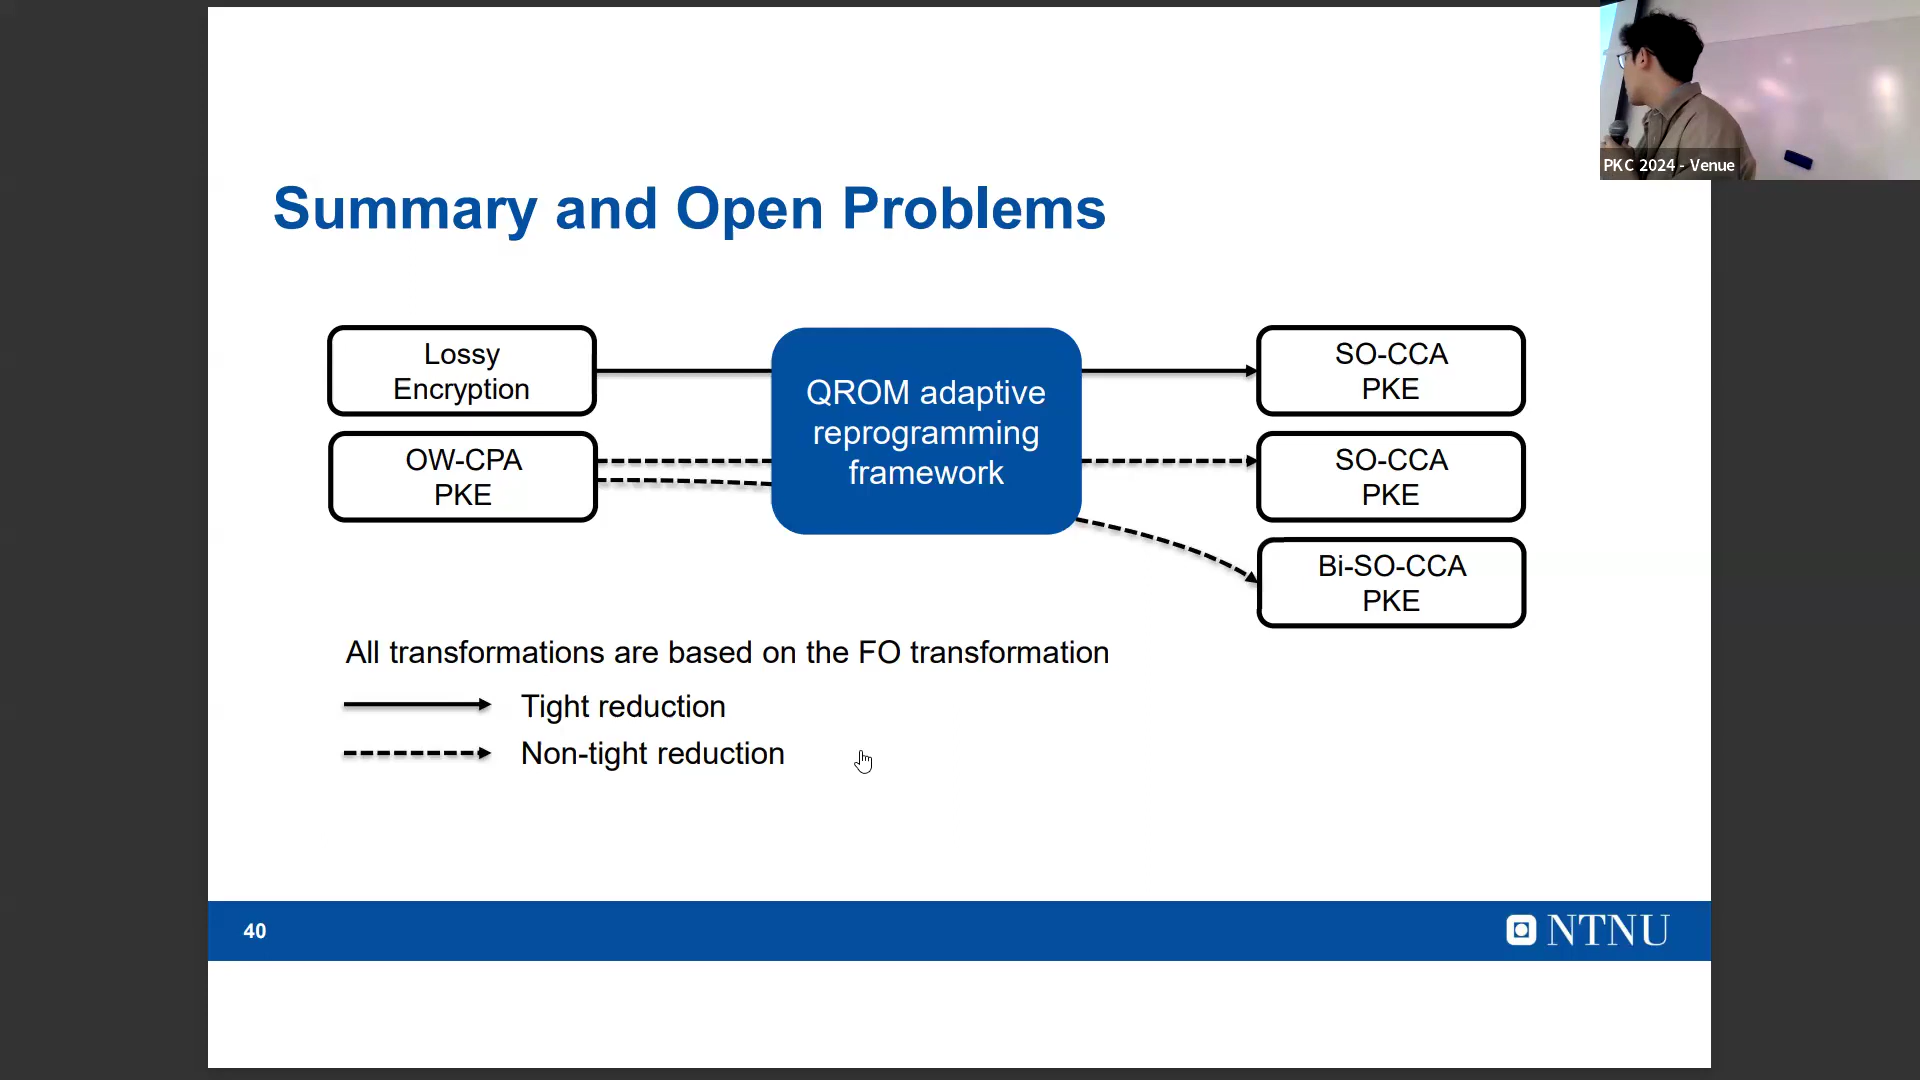 PKC 2024 - Venue
Summary and Open Problems
Lossy
Encryption
OW-CPA
PKE
QROM adaptive
reprogramming
framework
SO-CCA
PKE
SO-CCA
PKE
Bi-SO-CCA
PKE
All transformations are based on the FO transformation
Tight reduction
Non-tight reduction
40
NTNU